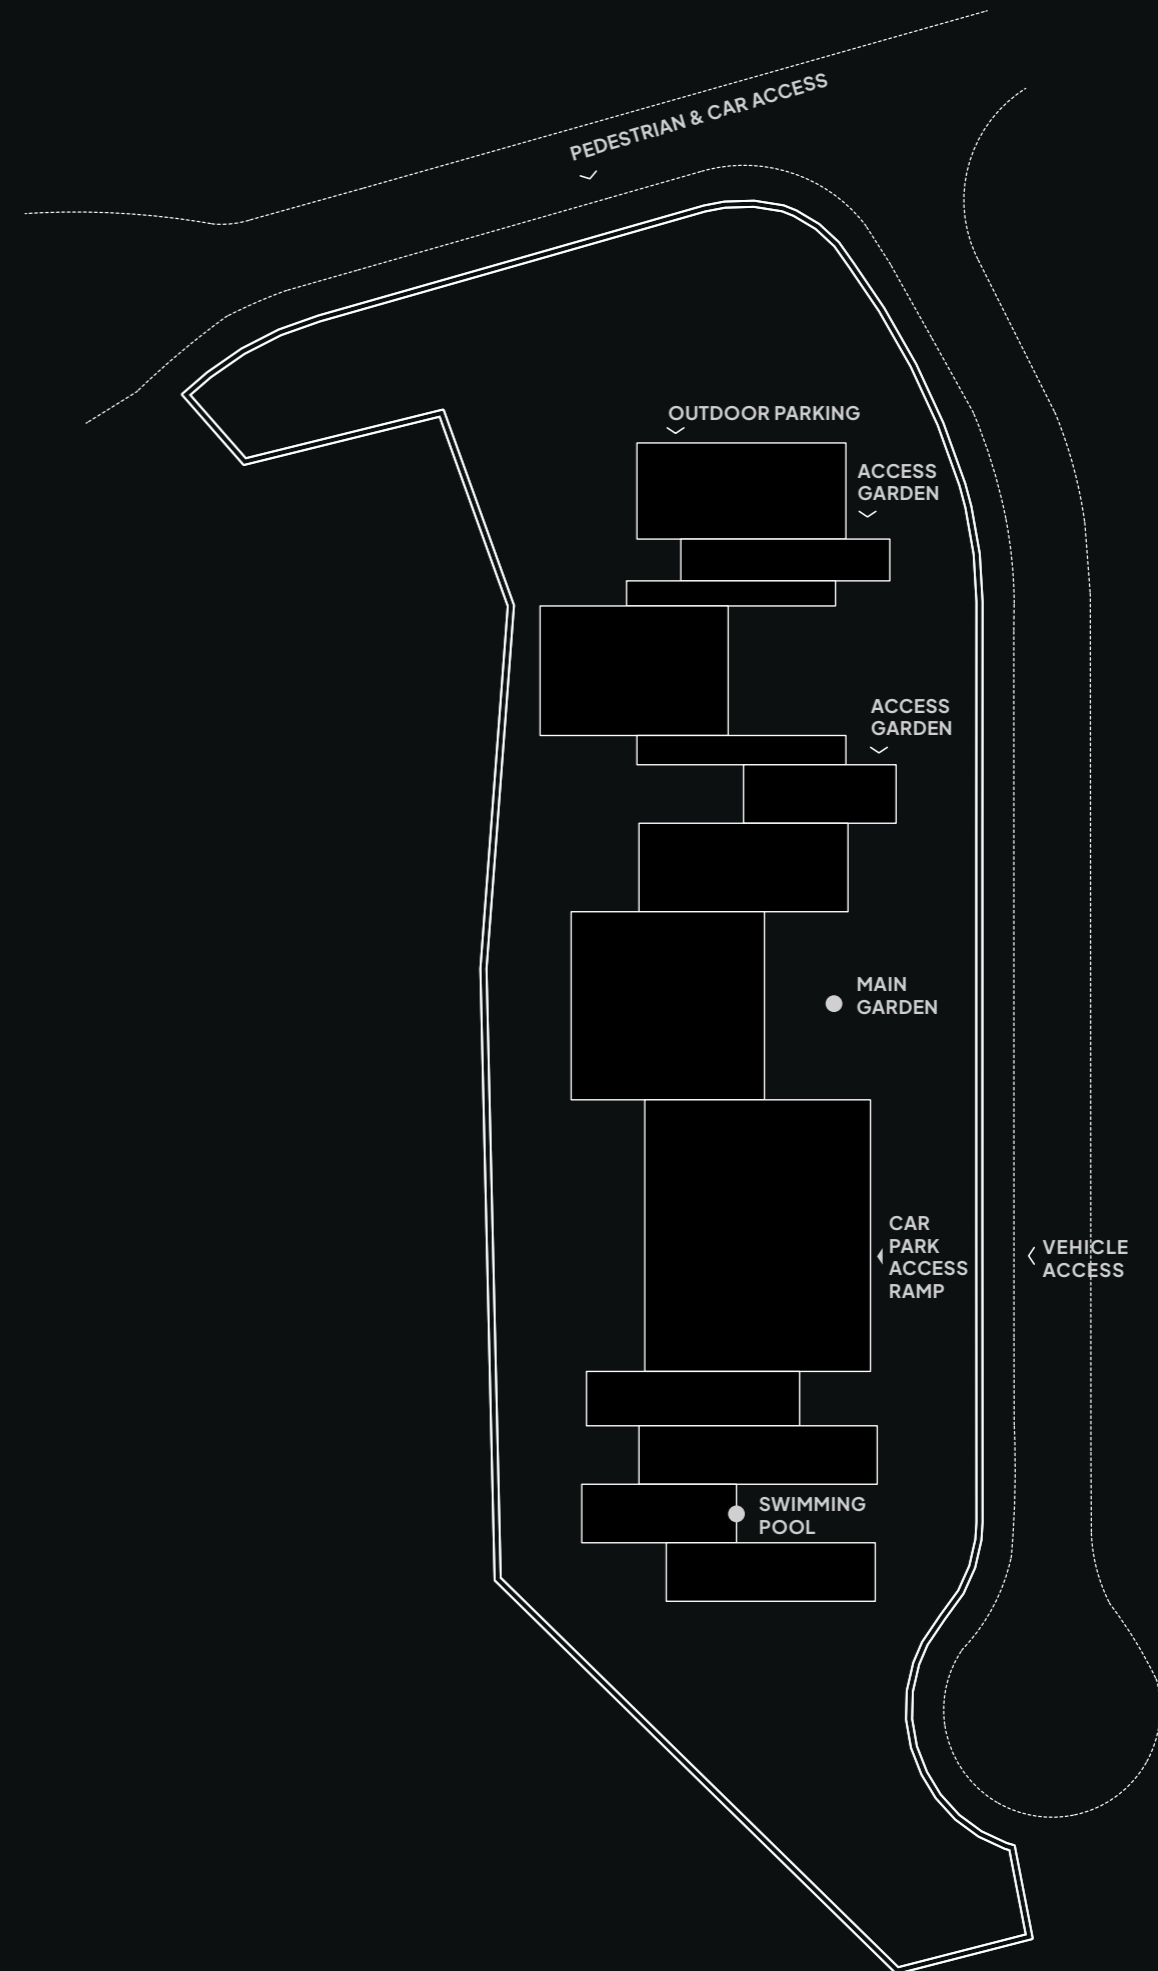 PEDESTRIAN & CAR ACCESS
OUTDOOR PARKING
ACCESS
GARDEN
ACCESS
GARDEN
MAIN
GARDEN
CAR
PARK
ACCESS
RAMP
VEHICLE
ACCESS
SWIMMING
POOL